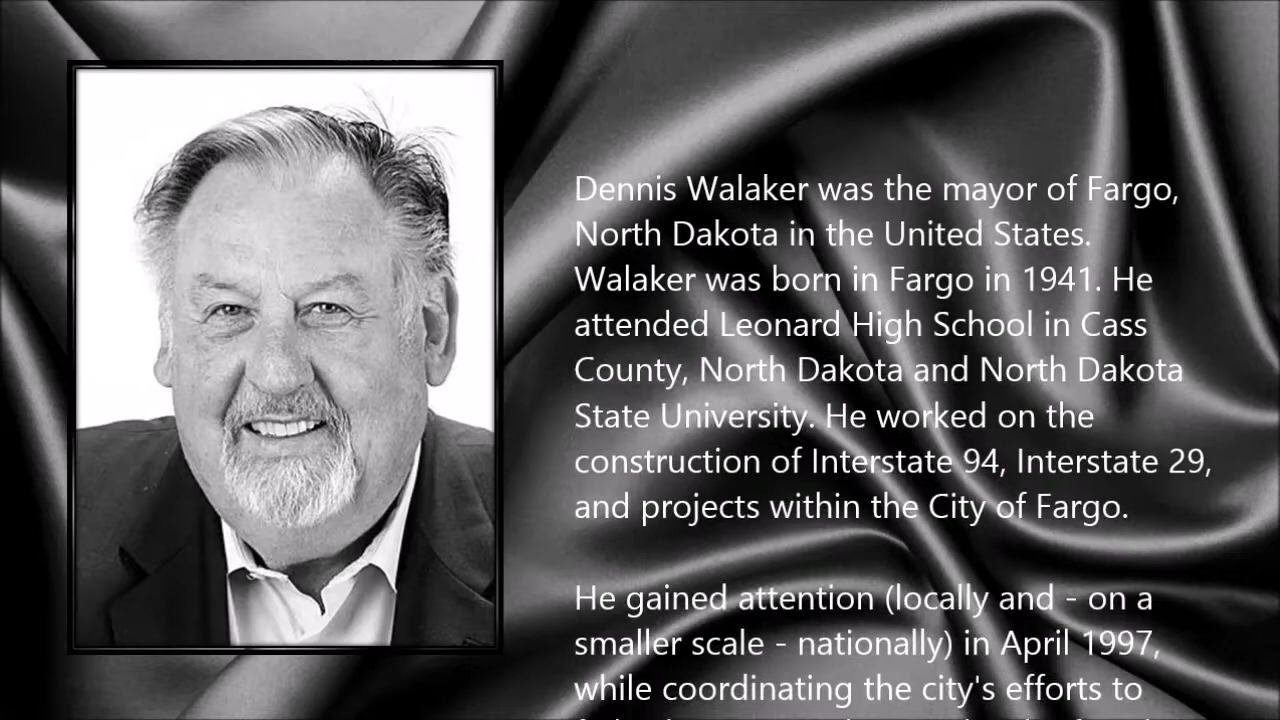 Dennis Walaker was the mayor of Fargo,
North Dakota in the United States.
Walaker was born in Fargo in 1941. He
attended Leonard High School in Cass
County, North Dakota and North Dakota
State University. He worked on the
construction of Interstate 94, Interstate 29,
and projects within the City of Fargo.
He gained attention (locally and - on a
smaller scale - nationally) in April 1997,
while coordinating the city's efforts to